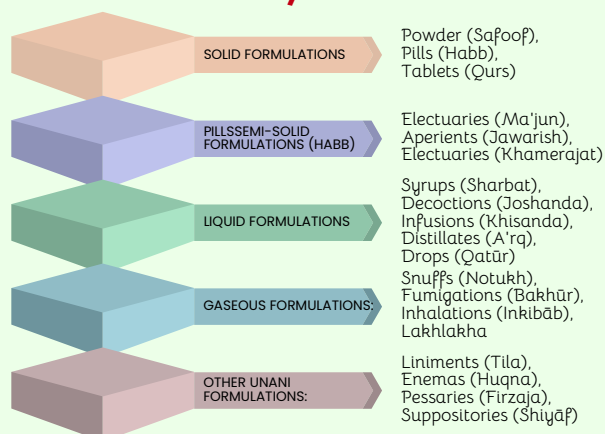 SOLID FORMULATIONS
Powder (Safoof),
Pills (Habb),
Tablets (Qurs)
PILLSSEMI-SOLID
FORMULATIONS (HABB)
Electuaries (Ma'jun),
Aperients (Jawarish),
Electuaries (Khamerajat)
LIQUID FORMULATIONS
Syrups (Sharbat),
Decoctions (Joshanda),
Infusions (Khisanda),
Distillates (A'rq),
Drops (Qatūr)
GASEOUS FORMULATIONS:
Snuffs (Notukh),
Fumigations (Bakhūr),
Inhalations (Inkibāb),
Lakhlakha
OTHER UNANI
FORMULATIONS:
Liniments (Tila),
Enemas (Huqna),
Pessaries (Firzaja),
Suppositories (Shiyāf)